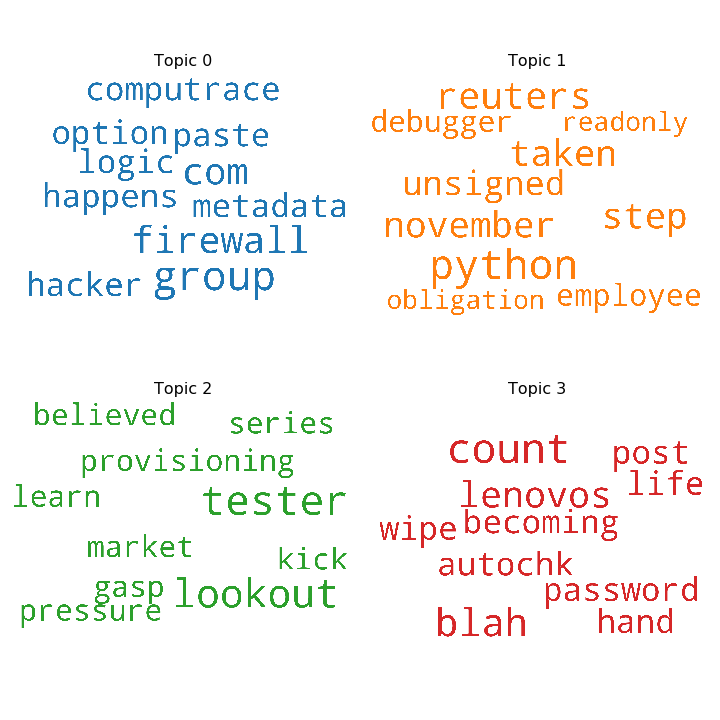 Topic 0
computrace
option paste
logic com
happens metadata
firewall
hacker group
Topic 1
reuters
debugger readonly
taken
unsigned
november step
python
obligation employee
Topic 2
believed series
provisioning
learn tester
market kick
gasp lookout
pressure
Topic 3
count post
lenovos life
wipe becoming
autochk
password
blah hand